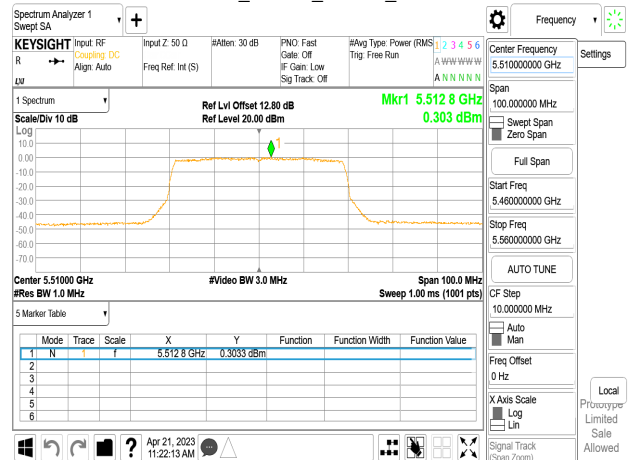 Spectrum Analyzer 1
Swept SA
+
Frequency
KEYSIGHT
Input: RF
Input Z: 50 Ω
#Atten: 30 dB
PNO: Fast
#Avg Type: Power (RMS
1 2 3 4 5 6
R
Coupling: DC
Gate: Off
Trig: Free Run
A W W W W W
Align: Auto
Freq Ref: Int (S)
IF Gain: Low
Sig Track: Off
A N N N N N
LXI
Center Frequency
5.510000000 GHz
Settings
1 Spectrum
Ref Lvl Offset 12.80 dB
Mkr1 5.512 8 GHz
Scale/Div 10 dB
Ref Level 20.00 dBm
0.303 dBm
Span
100.000000 MHz
Swept Span
Zero Span
Log
10.0
0.00
-10.0
-20.0
-30.0
-40.0
-50.0
-60.0
-70.0
1
Full Span
Start Freq
5.460000000 GHz
Stop Freq
5.560000000 GHz
AUTO TUNE
Center 5.51000 GHz
#Video BW 3.0 MHz
Span 100.0 MHz
#Res BW 1.0 MHz
Sweep 1.00 ms (1001 pts)
CF Step
10.000000 MHz
Auto
Man
5 Marker Table
Mode Trace Scale X Y Function Function Width Function Value
1 N 1 f 5.512 8 GHz 0.3033 dBm
2
3
4
5
6
Freq Offset
0 Hz
X Axis Scale
Log
Lin
Local
Prototype
Limited
Sale
Allowed
Signal Track
(Span Zoom)
?
Apr 21, 2023
11:22:13 AM